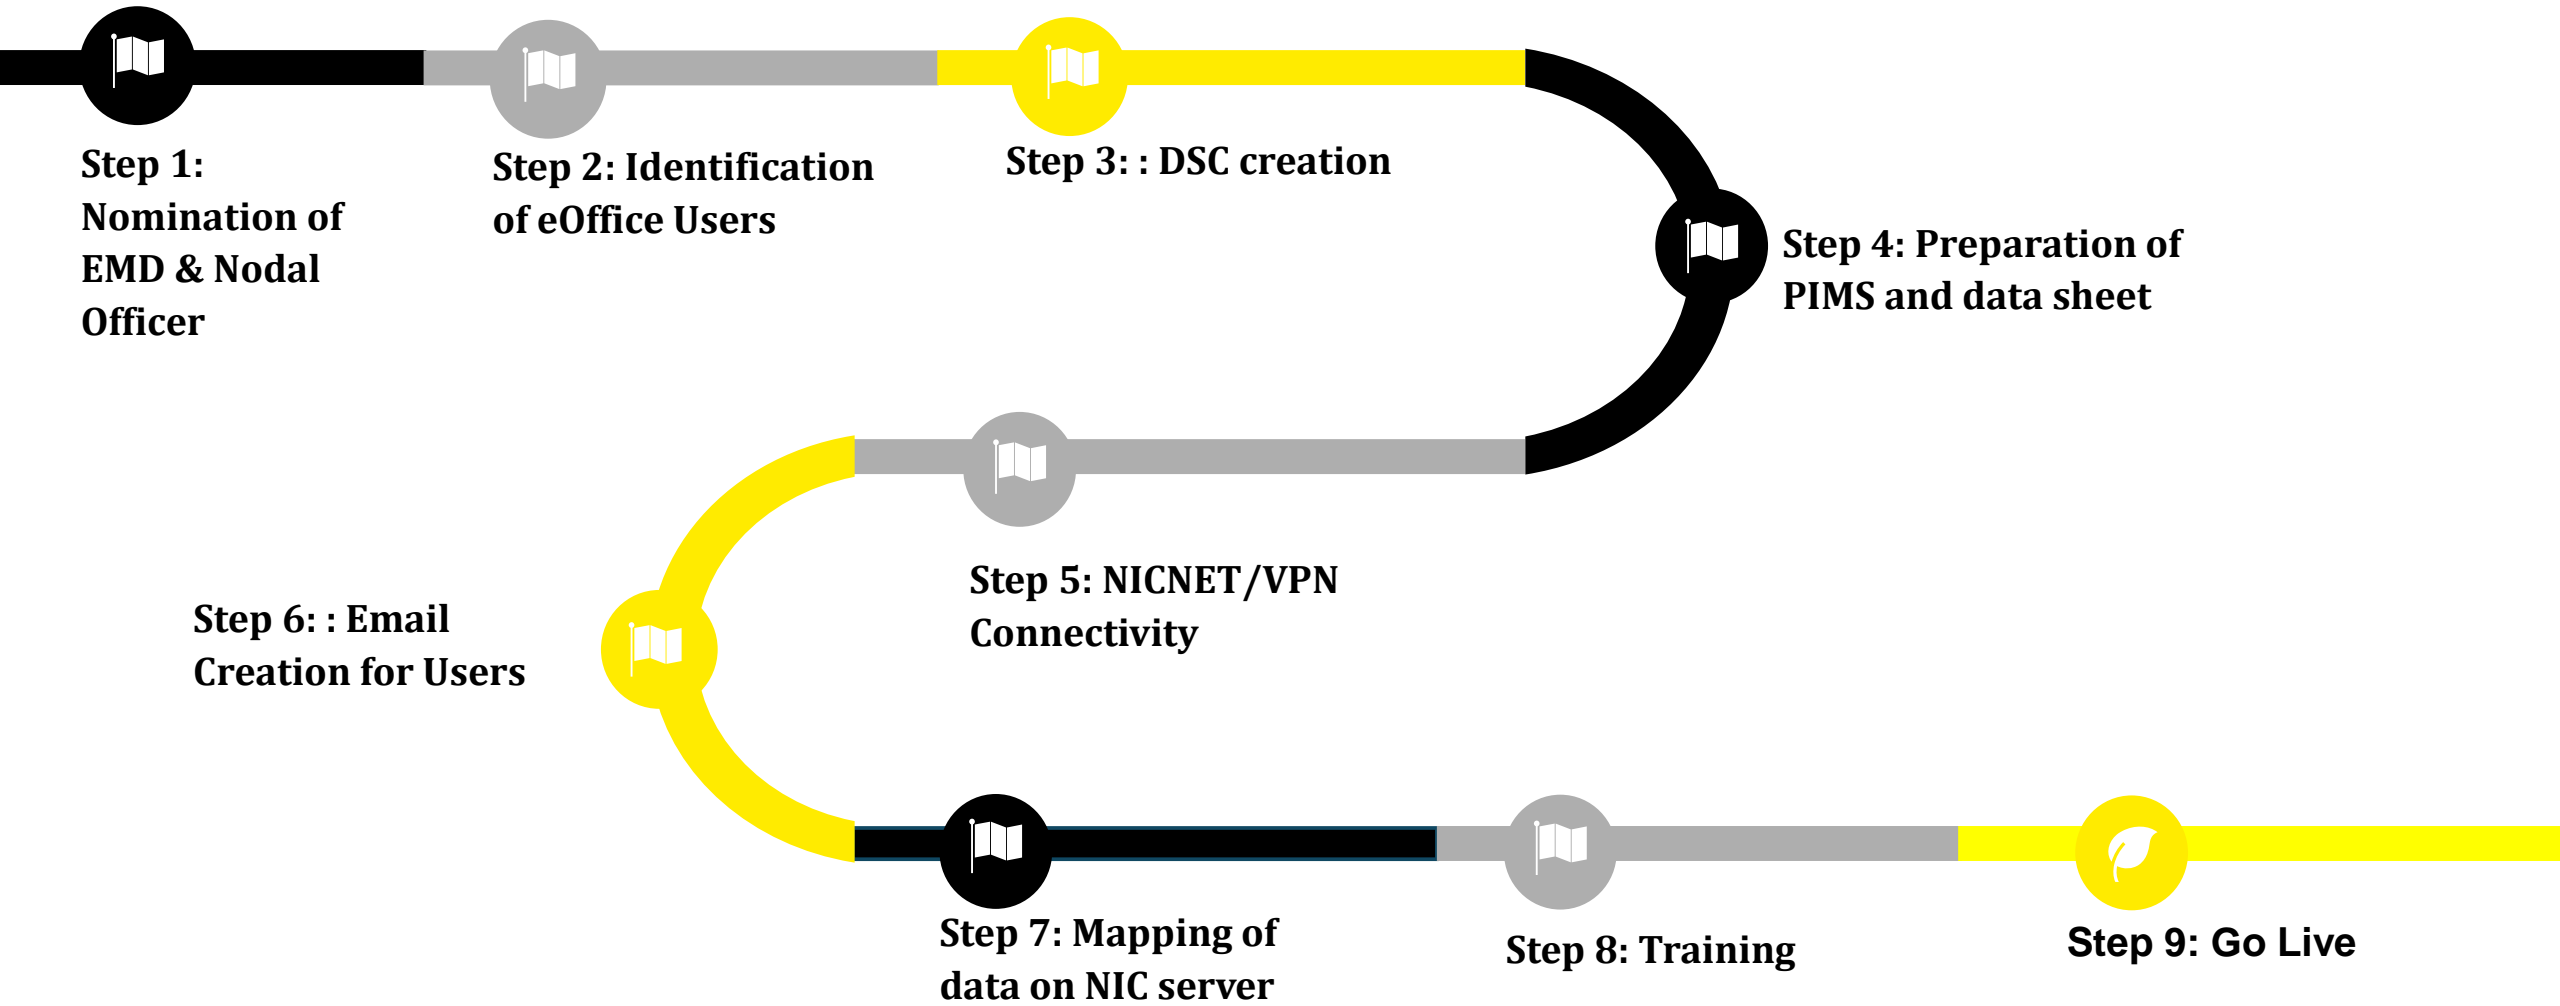 Step 1:
Nomination of
EMD & Nodal
Officer
Step 2: Identification
of eOffice Users
Step 3: : DSC creation
Step 4: Preparation of
PIMS and data sheet
Step 5: NICNET/VPN
Connectivity
Step 6: : Email
Creation for Users
Step 7: Mapping of
data on NIC server
Step 8: Training
Step 9: Go Live